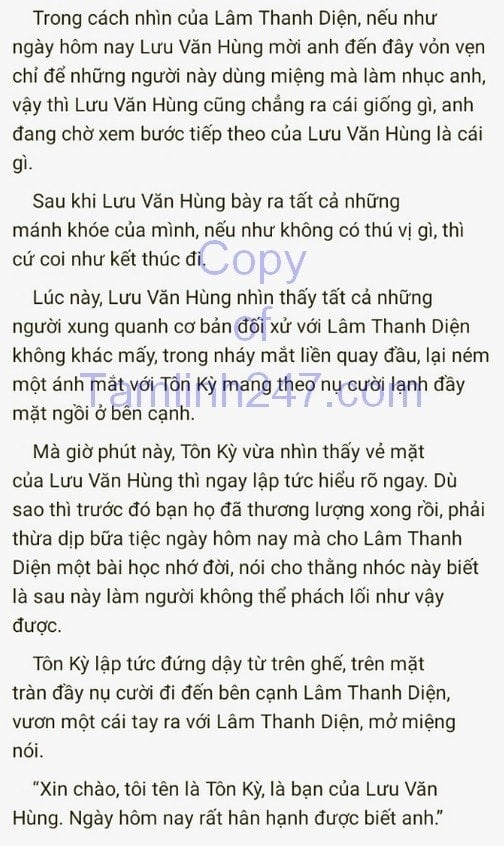 Trong cách nhìn của Lâm Thanh Diện, nếu như
ngày hôm nay Lưu Văn Hùng mời anh đến đây vỏn vẹn
chỉ để những người này dùng miệng mà làm nhục anh,
vậy thì Lưu Văn Hùng cũng chẳng ra cái giống gì, anh
đang chờ xem bước tiếp theo của Lưu Văn Hùng là cái
gì.
Sau khi Lưu Văn Hùng bày ra tất cả những
mánh khóe của mình, nếu như không có thú vị gì, thì
cứ coi như kết thúc đi.
Copy
of
Tamlinh247.com
Lúc này, Lưu Văn Hùng nhìn thấy tất cả những
người xung quanh cơ bản đối xử với Lâm Thanh Diện
không khác mấy, trong nháy mắt liền quay đầu, lại ném
một ánh mắt với Tôn Kỳ mang theo nụ cười lạnh đầy
mặt ngồi ở bên cạnh.
Mà giờ phút này, Tôn Kỳ vừa nhìn thấy vẻ mặt
của Lưu Văn Hùng thì ngay lập tức hiểu rõ ngay. Dù
sao thì trước đó bạn họ đã thương lượng xong rồi, phải
thừa dịp bữa tiệc ngày hôm nay mà cho Lâm Thanh
Diện một bài học nhớ đời, nói cho thằng nhóc này biết
là sau này làm người không thể phách lối như vậy
được.
Tôn Kỳ lập tức đứng dậy từ trên ghế, trên mặt
tràn đầy nụ cười đi đến bên cạnh Lâm Thanh Diện,
vươn một cái tay ra với Lâm Thanh Diện, mở miệng
nói.
“Xin chào, tôi tên là Tôn Kỳ, là bạn của Lưu Văn
Hùng. Ngày hôm nay rất hân hạnh được biết anh.”